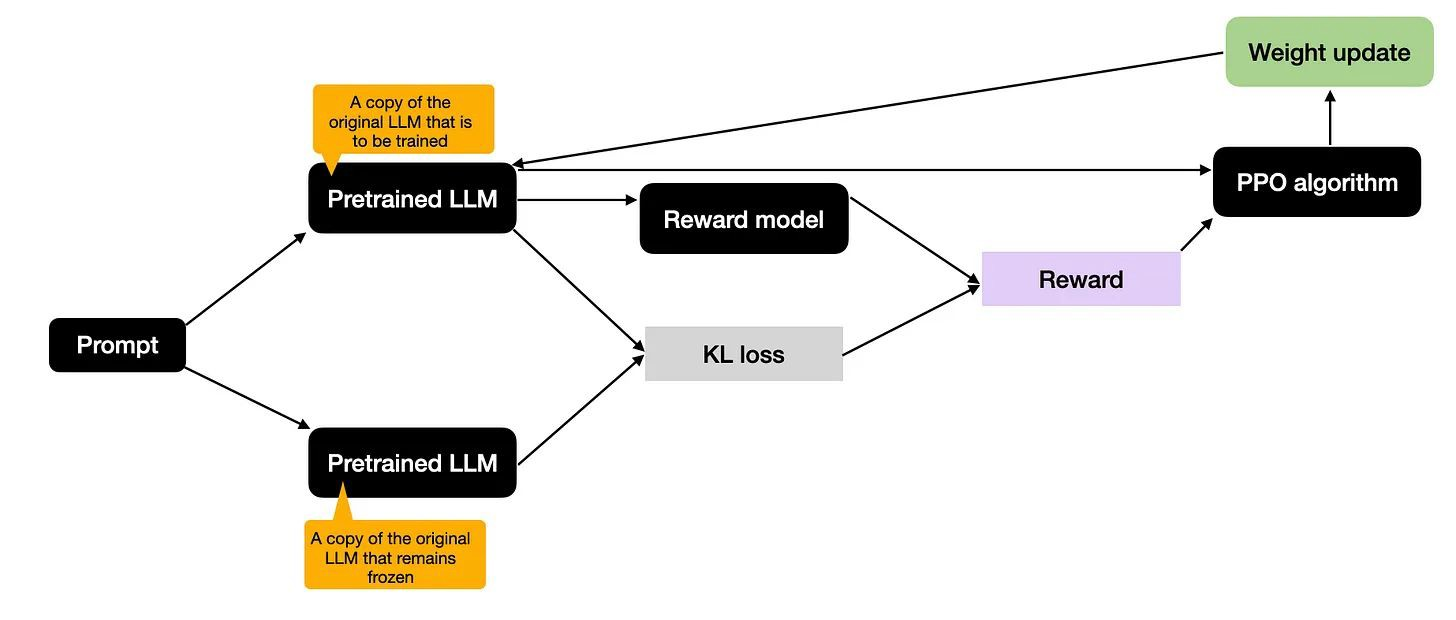 Weight update
A copy of the
original LLM that is
to be trained
Pretrained LLM
PPO algorithm
Reward model
Reward
Prompt
KL loss
Pretrained LLM
A copy of the original
LLM that remains
frozen